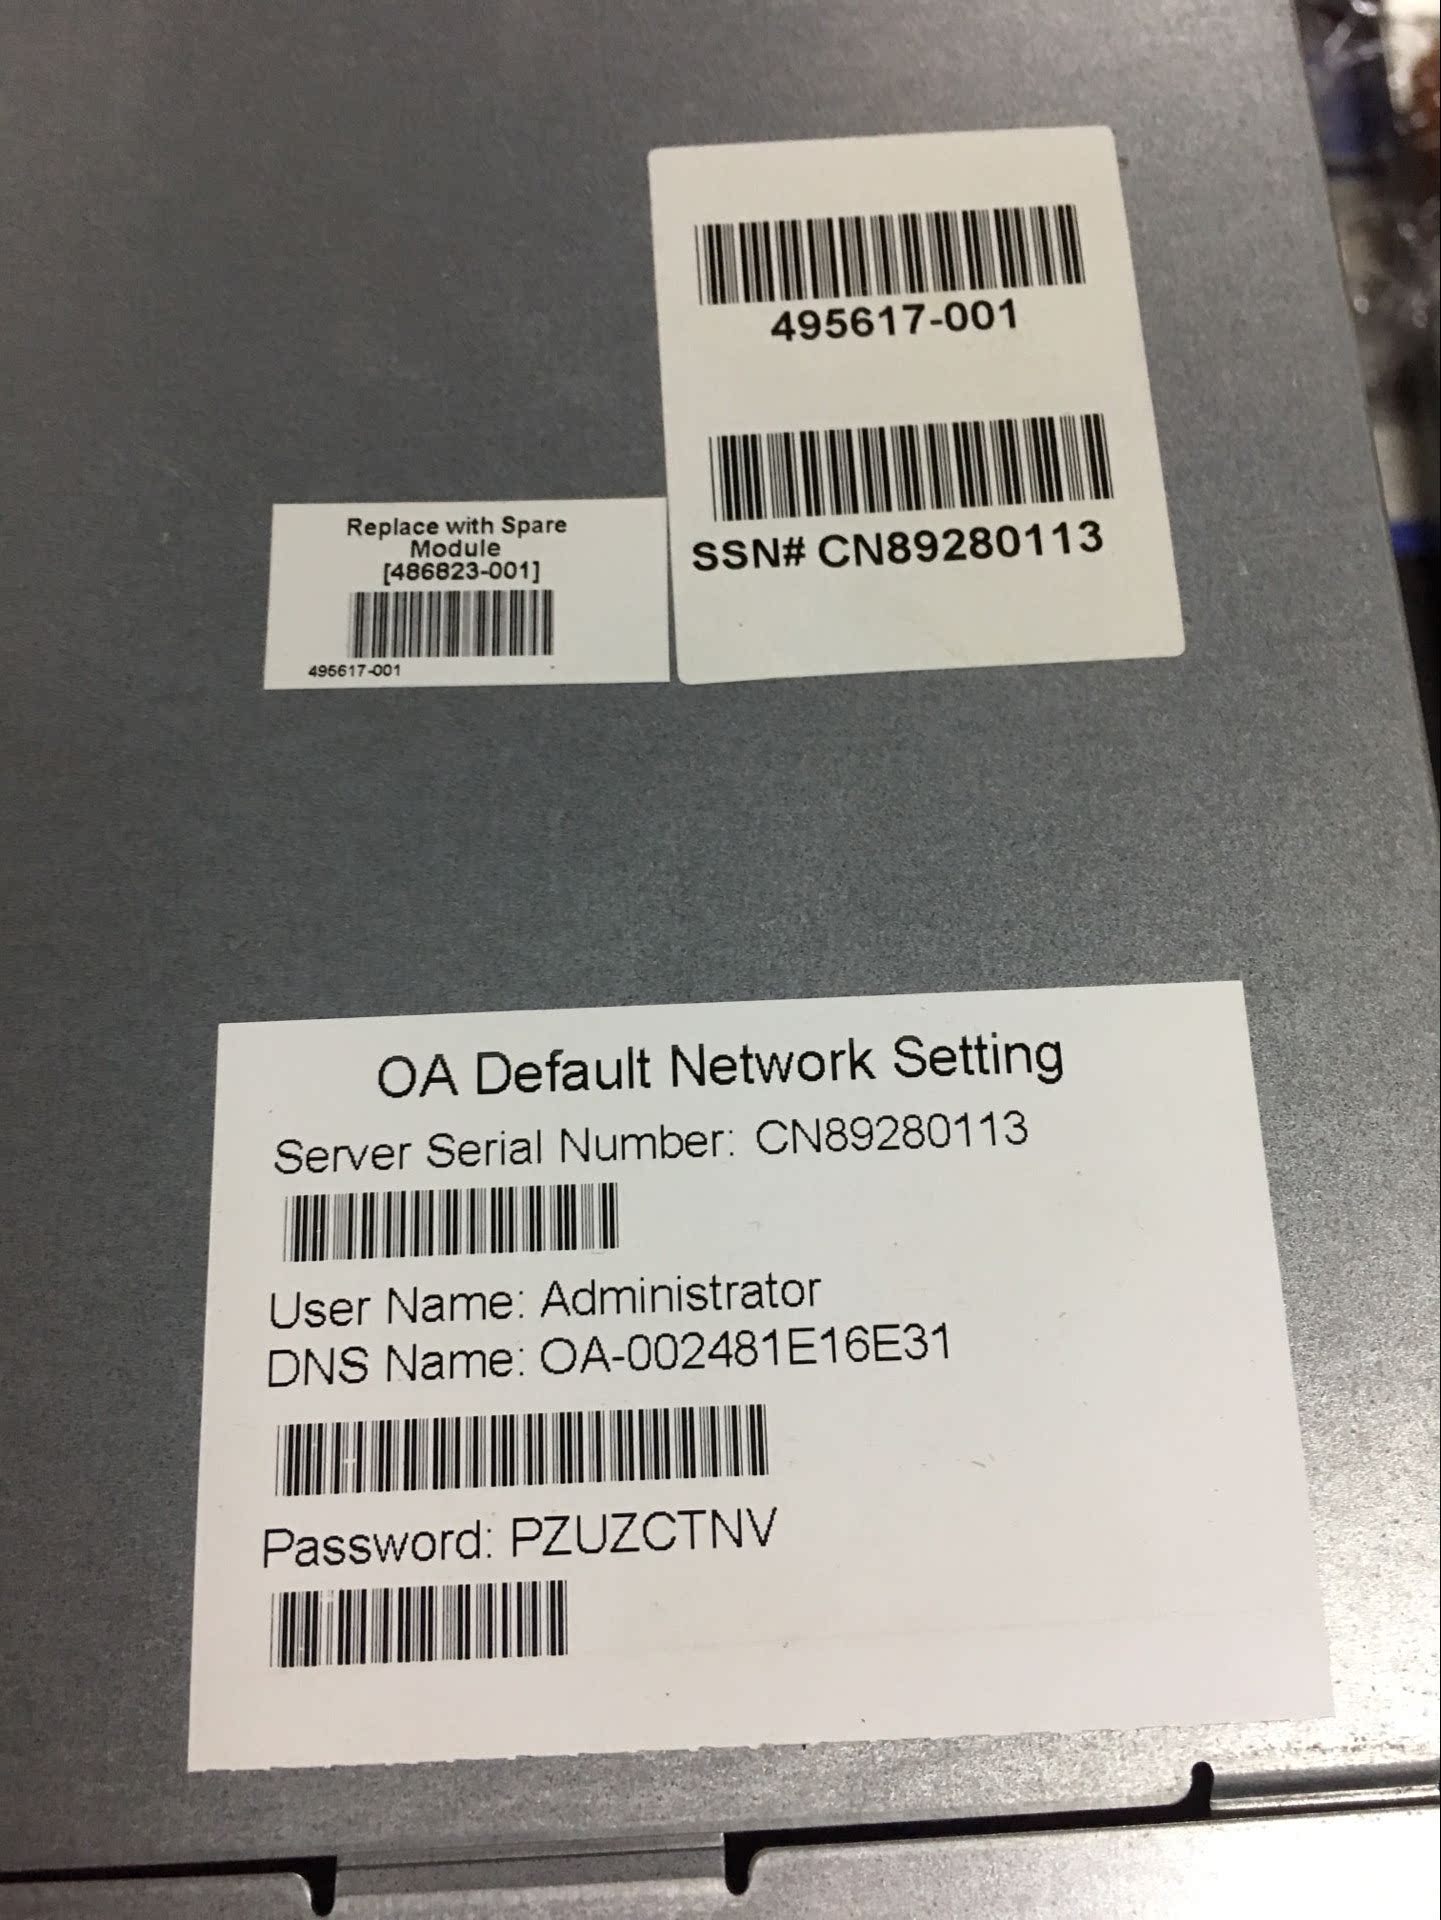 495617-001
SSN# CN89280113
Replace with Spare
Module
[486823-001]
495617-001
OA Default Network Setting
Server Serial Number: CN89280113
User Name: Administrator
DNS Name: OA-002481E16E31
Password: PZUZCTNV